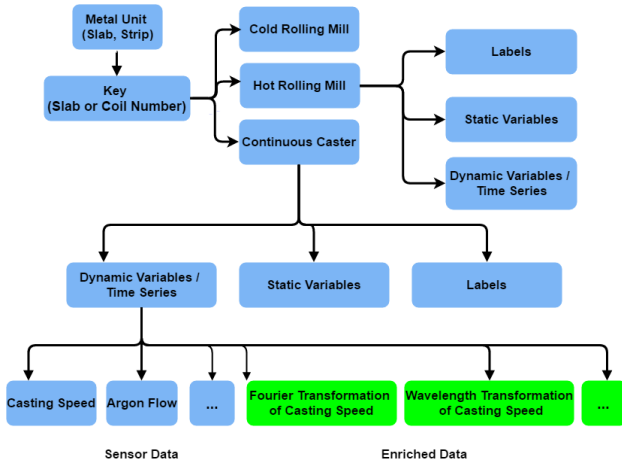 Metal Unit
(Slab, Strip)
Key
(Slab or Coil Number)
Cold Rolling Mill
Hot Rolling Mill
Continuous Caster
Labels
Static Variables
Dynamic Variables /
Time Series
Dynamic Variables /
Time Series
Static Variables
Labels
Casting Speed
Argon Flow
...
Fourier Transformation
of Casting Speed
Wavelength Transformation
of Casting Speed
...
Sensor Data
Enriched Data